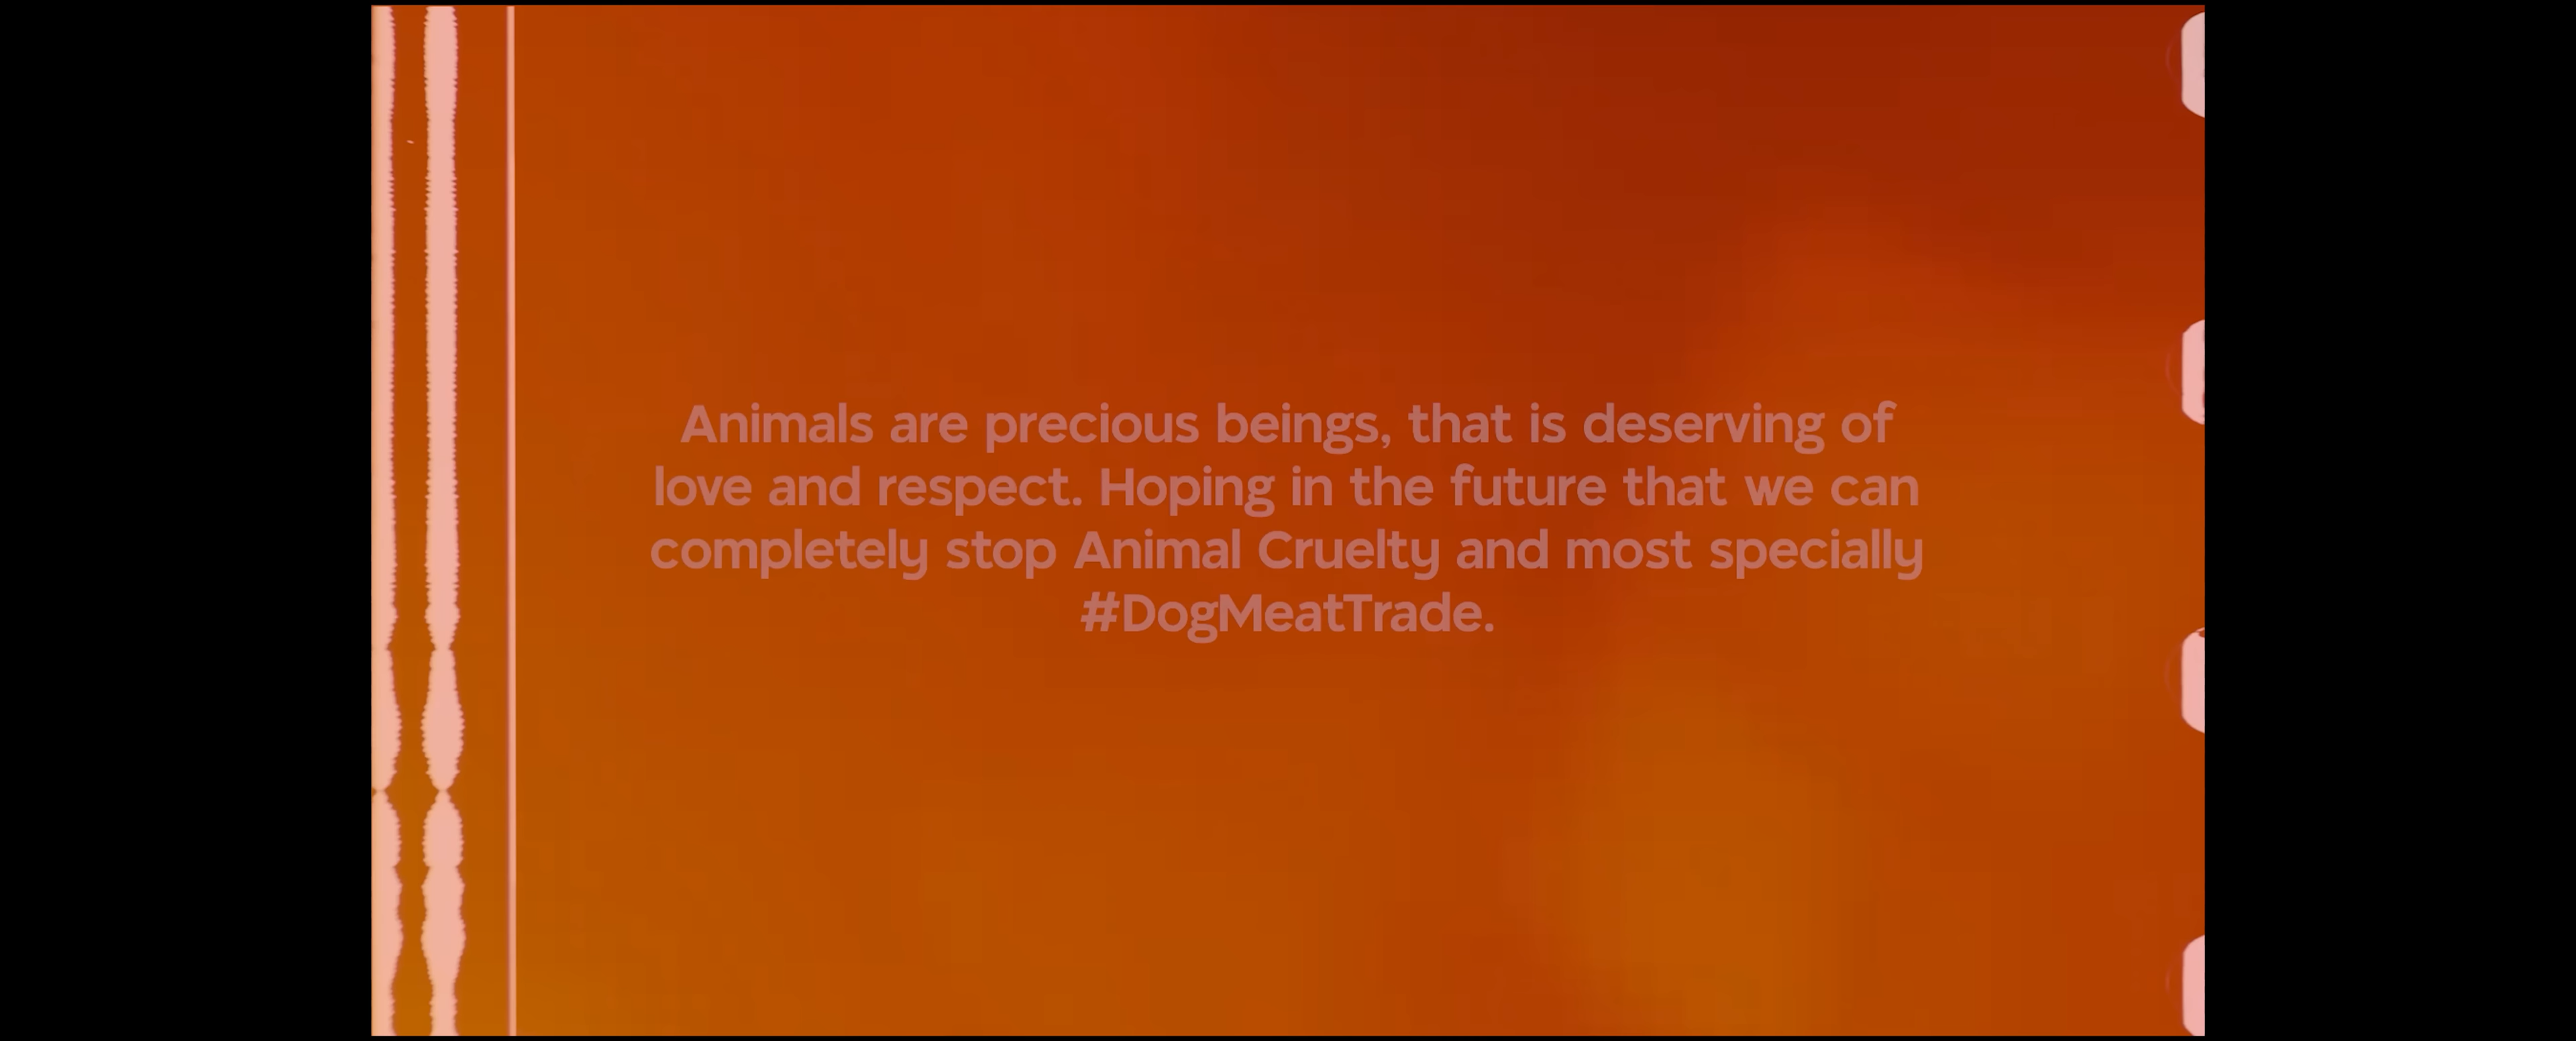 Animals are precious beings, that is deserving of
love and respect. Hoping in the future that we can
completely stop Animal Cruelty and most specially
#DogMeatTrade.